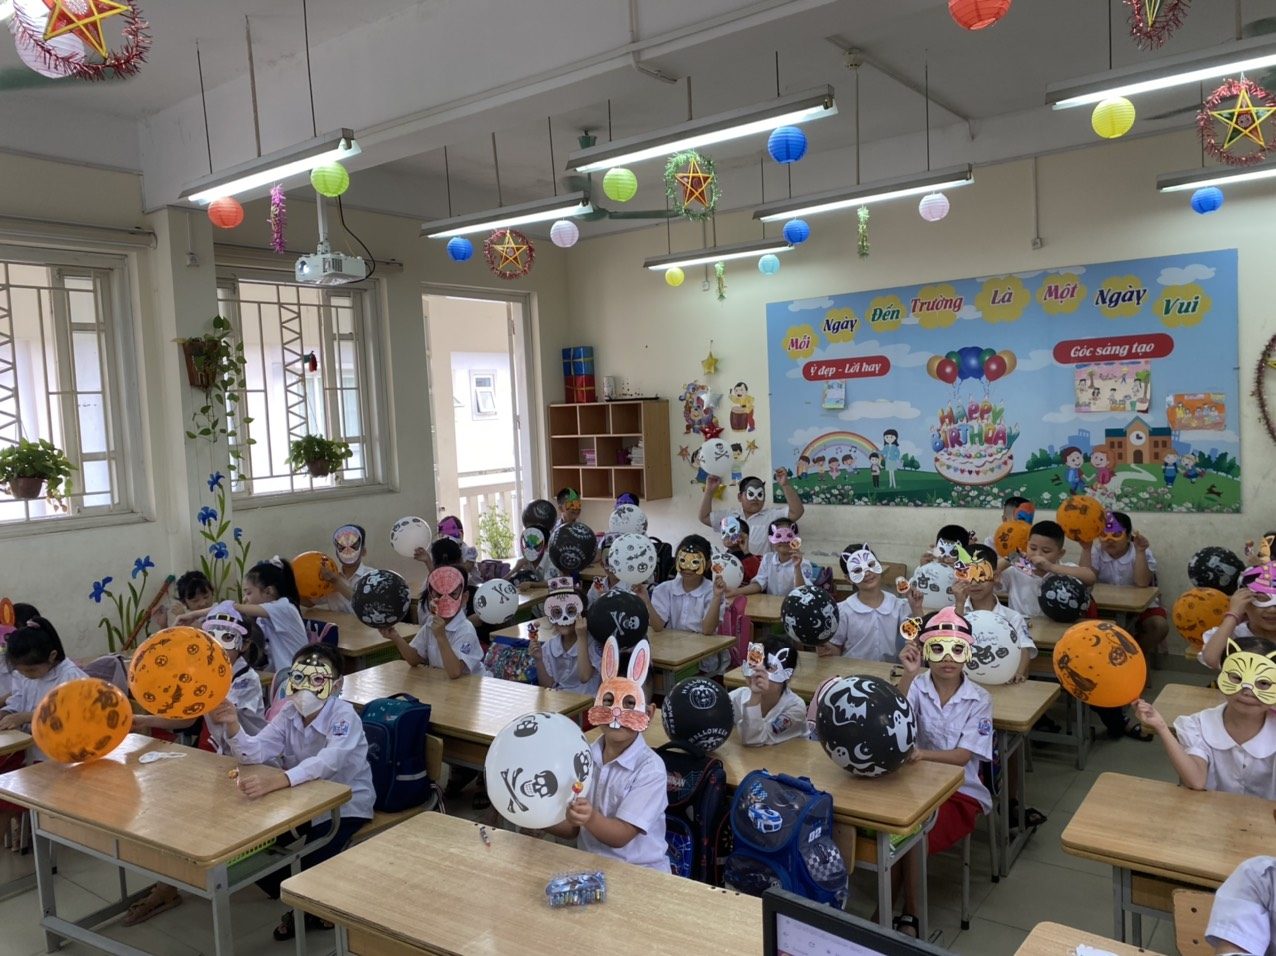 Mỗi Ngày Đến Trường Là Một Ngày Vui
Ý đẹp - Lời hay
Góc sáng tạo
HAPPY
BIRTHDAY
HALLOWEEN